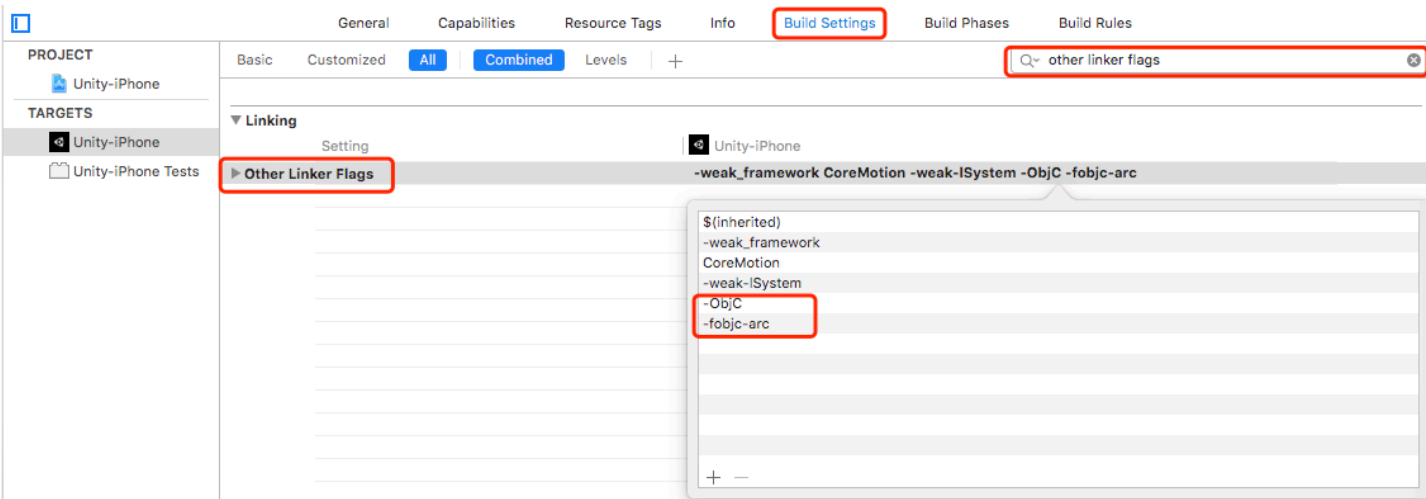 General Capabilities Resource Tags Info Build Settings Build Phases Build Rules
PROJECT
Basic Customized All Combined Levels + other linker flags
Unity-iPhone
TARGETS
Linking
Unity-iPhone
Setting Unity-iPhone
Unity-iPhone Tests
Other Linker Flags -weak_framework CoreMotion -weak-lSystem -ObjC -fobjc-arc
$(inherited)
-weak_framework
CoreMotion
-weak-lSystem
-ObjC
-fobjc-arc
+ −